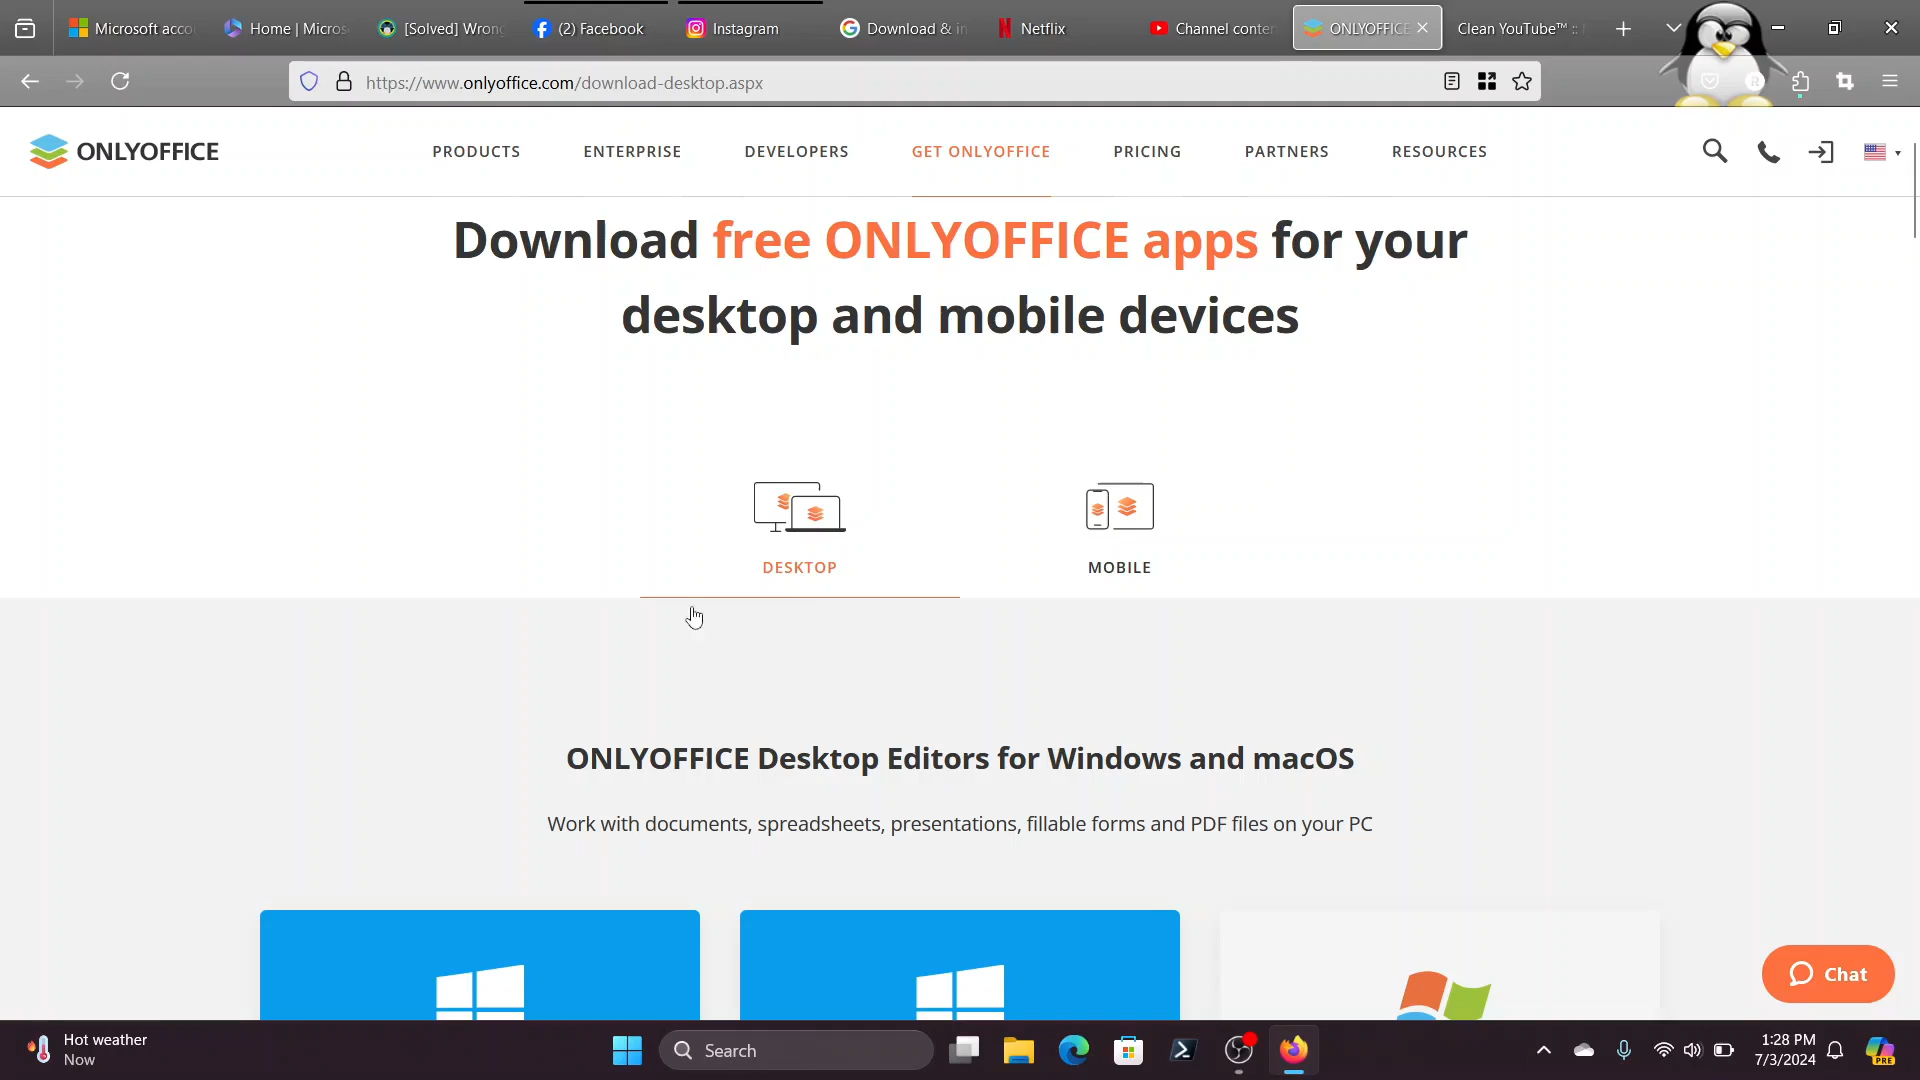 Microsoft acco
Home | Micros
[Solved] Wrong
(2) Facebook
Instagram
Download & in
Netflix
Channel conten
ONLYOFFICE
Clean YouTube™ ::
https://www.onlyoffice.com/download-desktop.aspx
ONLYOFFICE
PRODUCTS
ENTERPRISE
DEVELOPERS
GET ONLYOFFICE
PRICING
PARTNERS
RESOURCES
Download free ONLYOFFICE apps for your
desktop and mobile devices
DESKTOP
MOBILE
ONLYOFFICE Desktop Editors for Windows and macOS
Work with documents, spreadsheets, presentations, fillable forms and PDF files on your PC
Chat
Hot weather
Now
Search
1:28 PM
7/3/2024
PRE